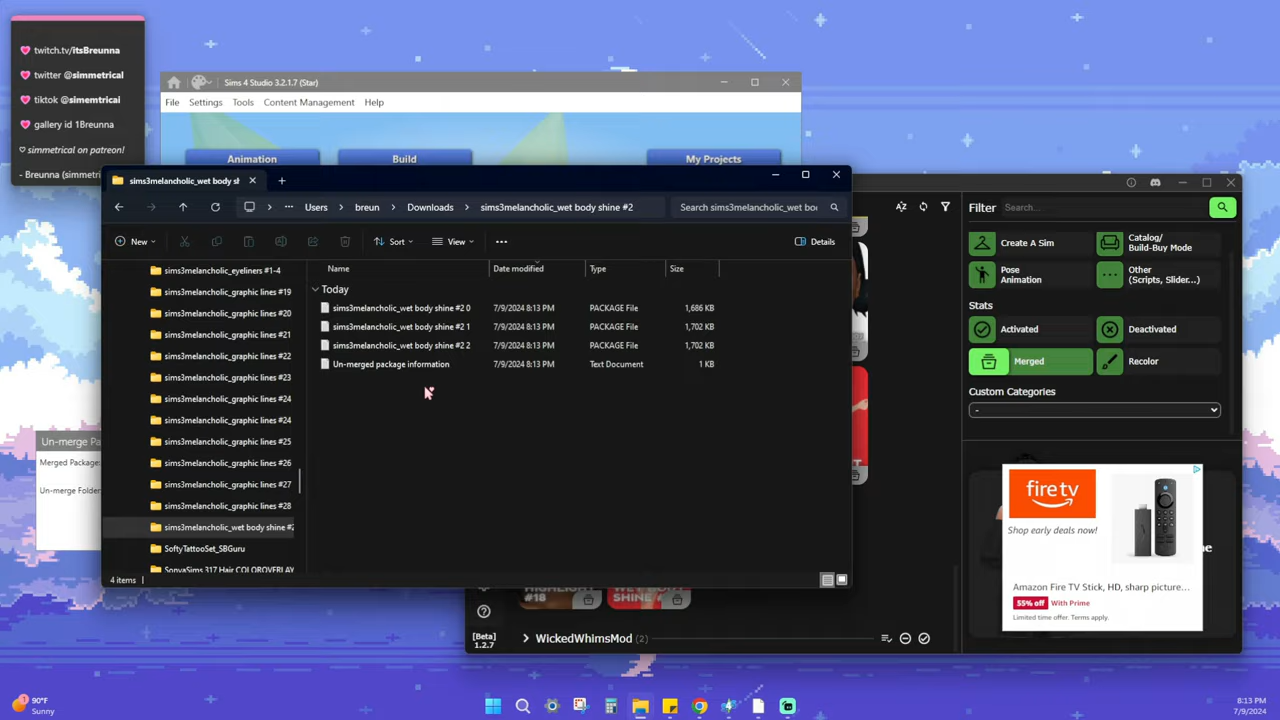 twitch.tv/itsBreunna
twitter @simmetrical
tiktok @simemtrical
gallery id 1Breunna
simmetrical on patreon!
- Breunna (simmetri
Sims 4 Studio 3.2.1.7 (Star)
File Settings Tools Content Management Help
Animation Build My Projects
sims3melancholic_wet body sh
Users breun Downloads sims3melancholic_wet body shine #2
Search sims3melancholic_wet bo
New Sort View Details
sims3melancholic_eyeliners #1-4
sims3melancholic_graphic lines #19
sims3melancholic_graphic lines #20
sims3melancholic_graphic lines #21
sims3melancholic_graphic lines #22
sims3melancholic_graphic lines #23
sims3melancholic_graphic lines #24
sims3melancholic_graphic lines #24
sims3melancholic_graphic lines #25
sims3melancholic_graphic lines #26
sims3melancholic_graphic lines #27
sims3melancholic_graphic lines #28
sims3melancholic_wet body shine #2
SoftyTattooSet_SBGuru
SonyaSims 317 Hair COLOROVERLAY
4 items
Name Date modified Type Size
Today
sims3melancholic_wet body shine #2 0 7/9/2024 8:13 PM PACKAGE File 1,686 KB
sims3melancholic_wet body shine #2 1 7/9/2024 8:13 PM PACKAGE File 1,702 KB
sims3melancholic_wet body shine #2 2 7/9/2024 8:13 PM PACKAGE File 1,702 KB
Un-merged package information 7/9/2024 8:13 PM Text Document 1 KB
Un-merge Pa
Merged Package:
Un-merge Folder
Filter Search...
Create A Sim
Catalog/
Build-Buy Mode
Pose
Animation
Other
(Scripts, Slider...)
Stats
Activated Deactivated
Merged Recolor
Custom Categories
-
fire tv
Shop early deals now!
Amazon Fire TV Stick, HD, sharp picture...
55% off With Prime
Limited time offer. Terms apply.
#18
[Beta]
1.2.7
WickedWhimsMod (2)
90°F
Sunny
8:13 PM
7/9/2024